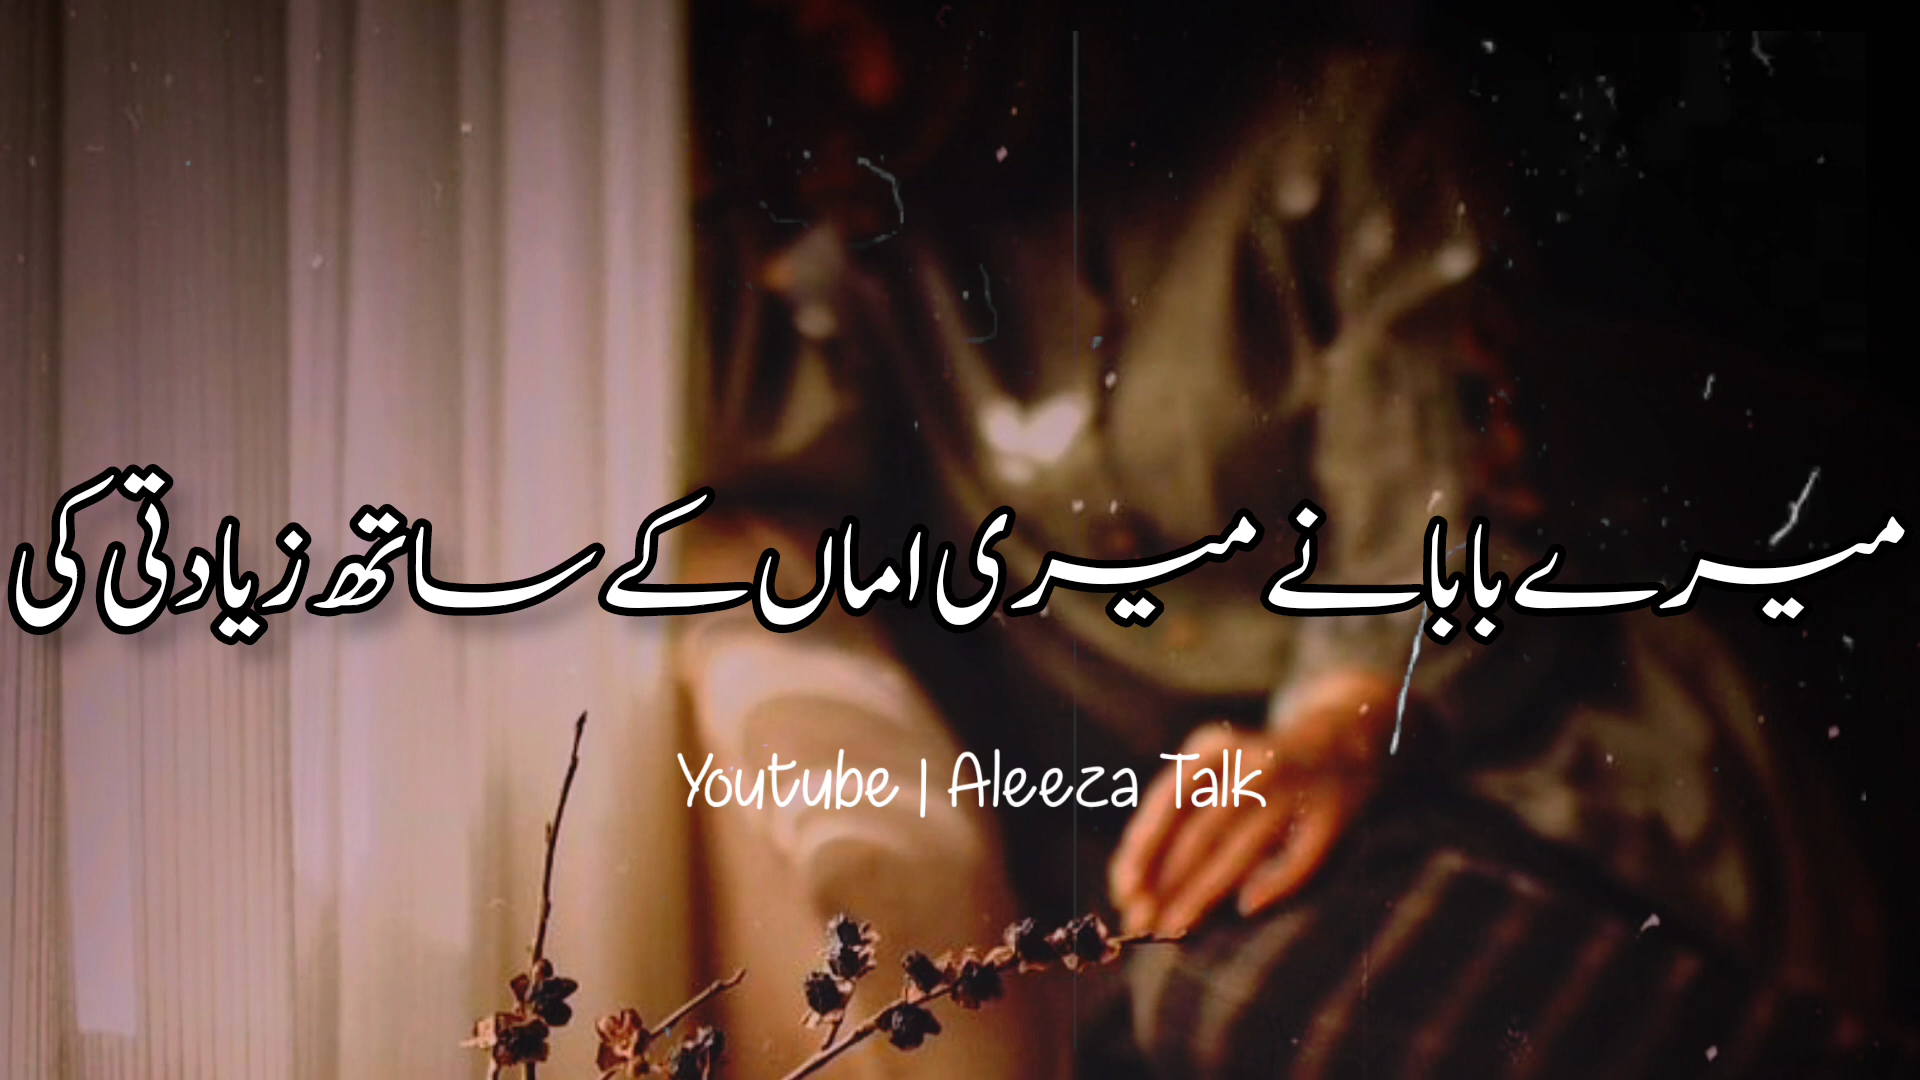 میرے بابا نے میری اماں کے ساتھ زیادتی کی
Youtube | Aleeza Talk